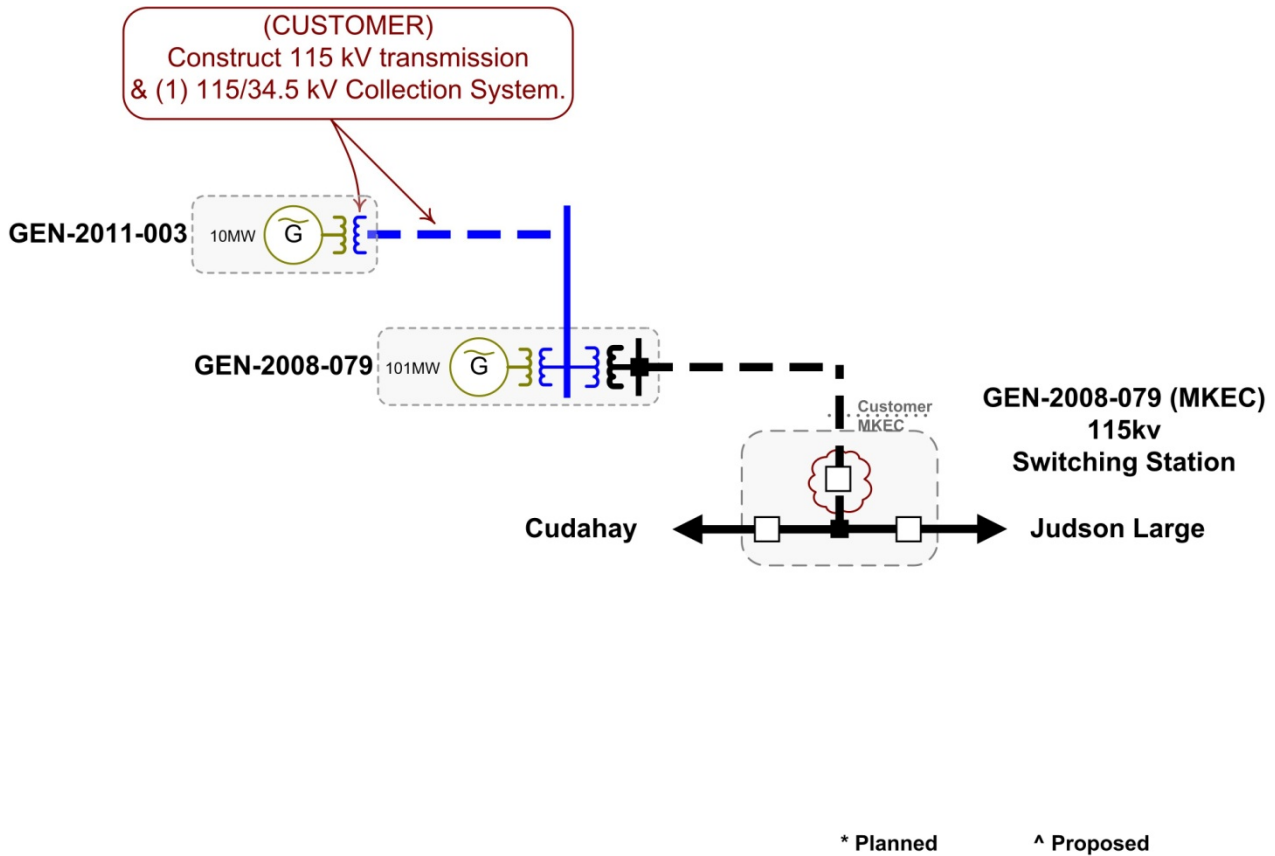 (CUSTOMER)
Construct 115 kV transmission
& (1) 115/34.5 kV Collection System.
GEN-2011-003
10MW
G
GEN-2008-079
101MW
G
Customer
MKEC
GEN-2008-079 (MKEC)
115kv
Switching Station
Cudahay
Judson Large
* Planned
^ Proposed